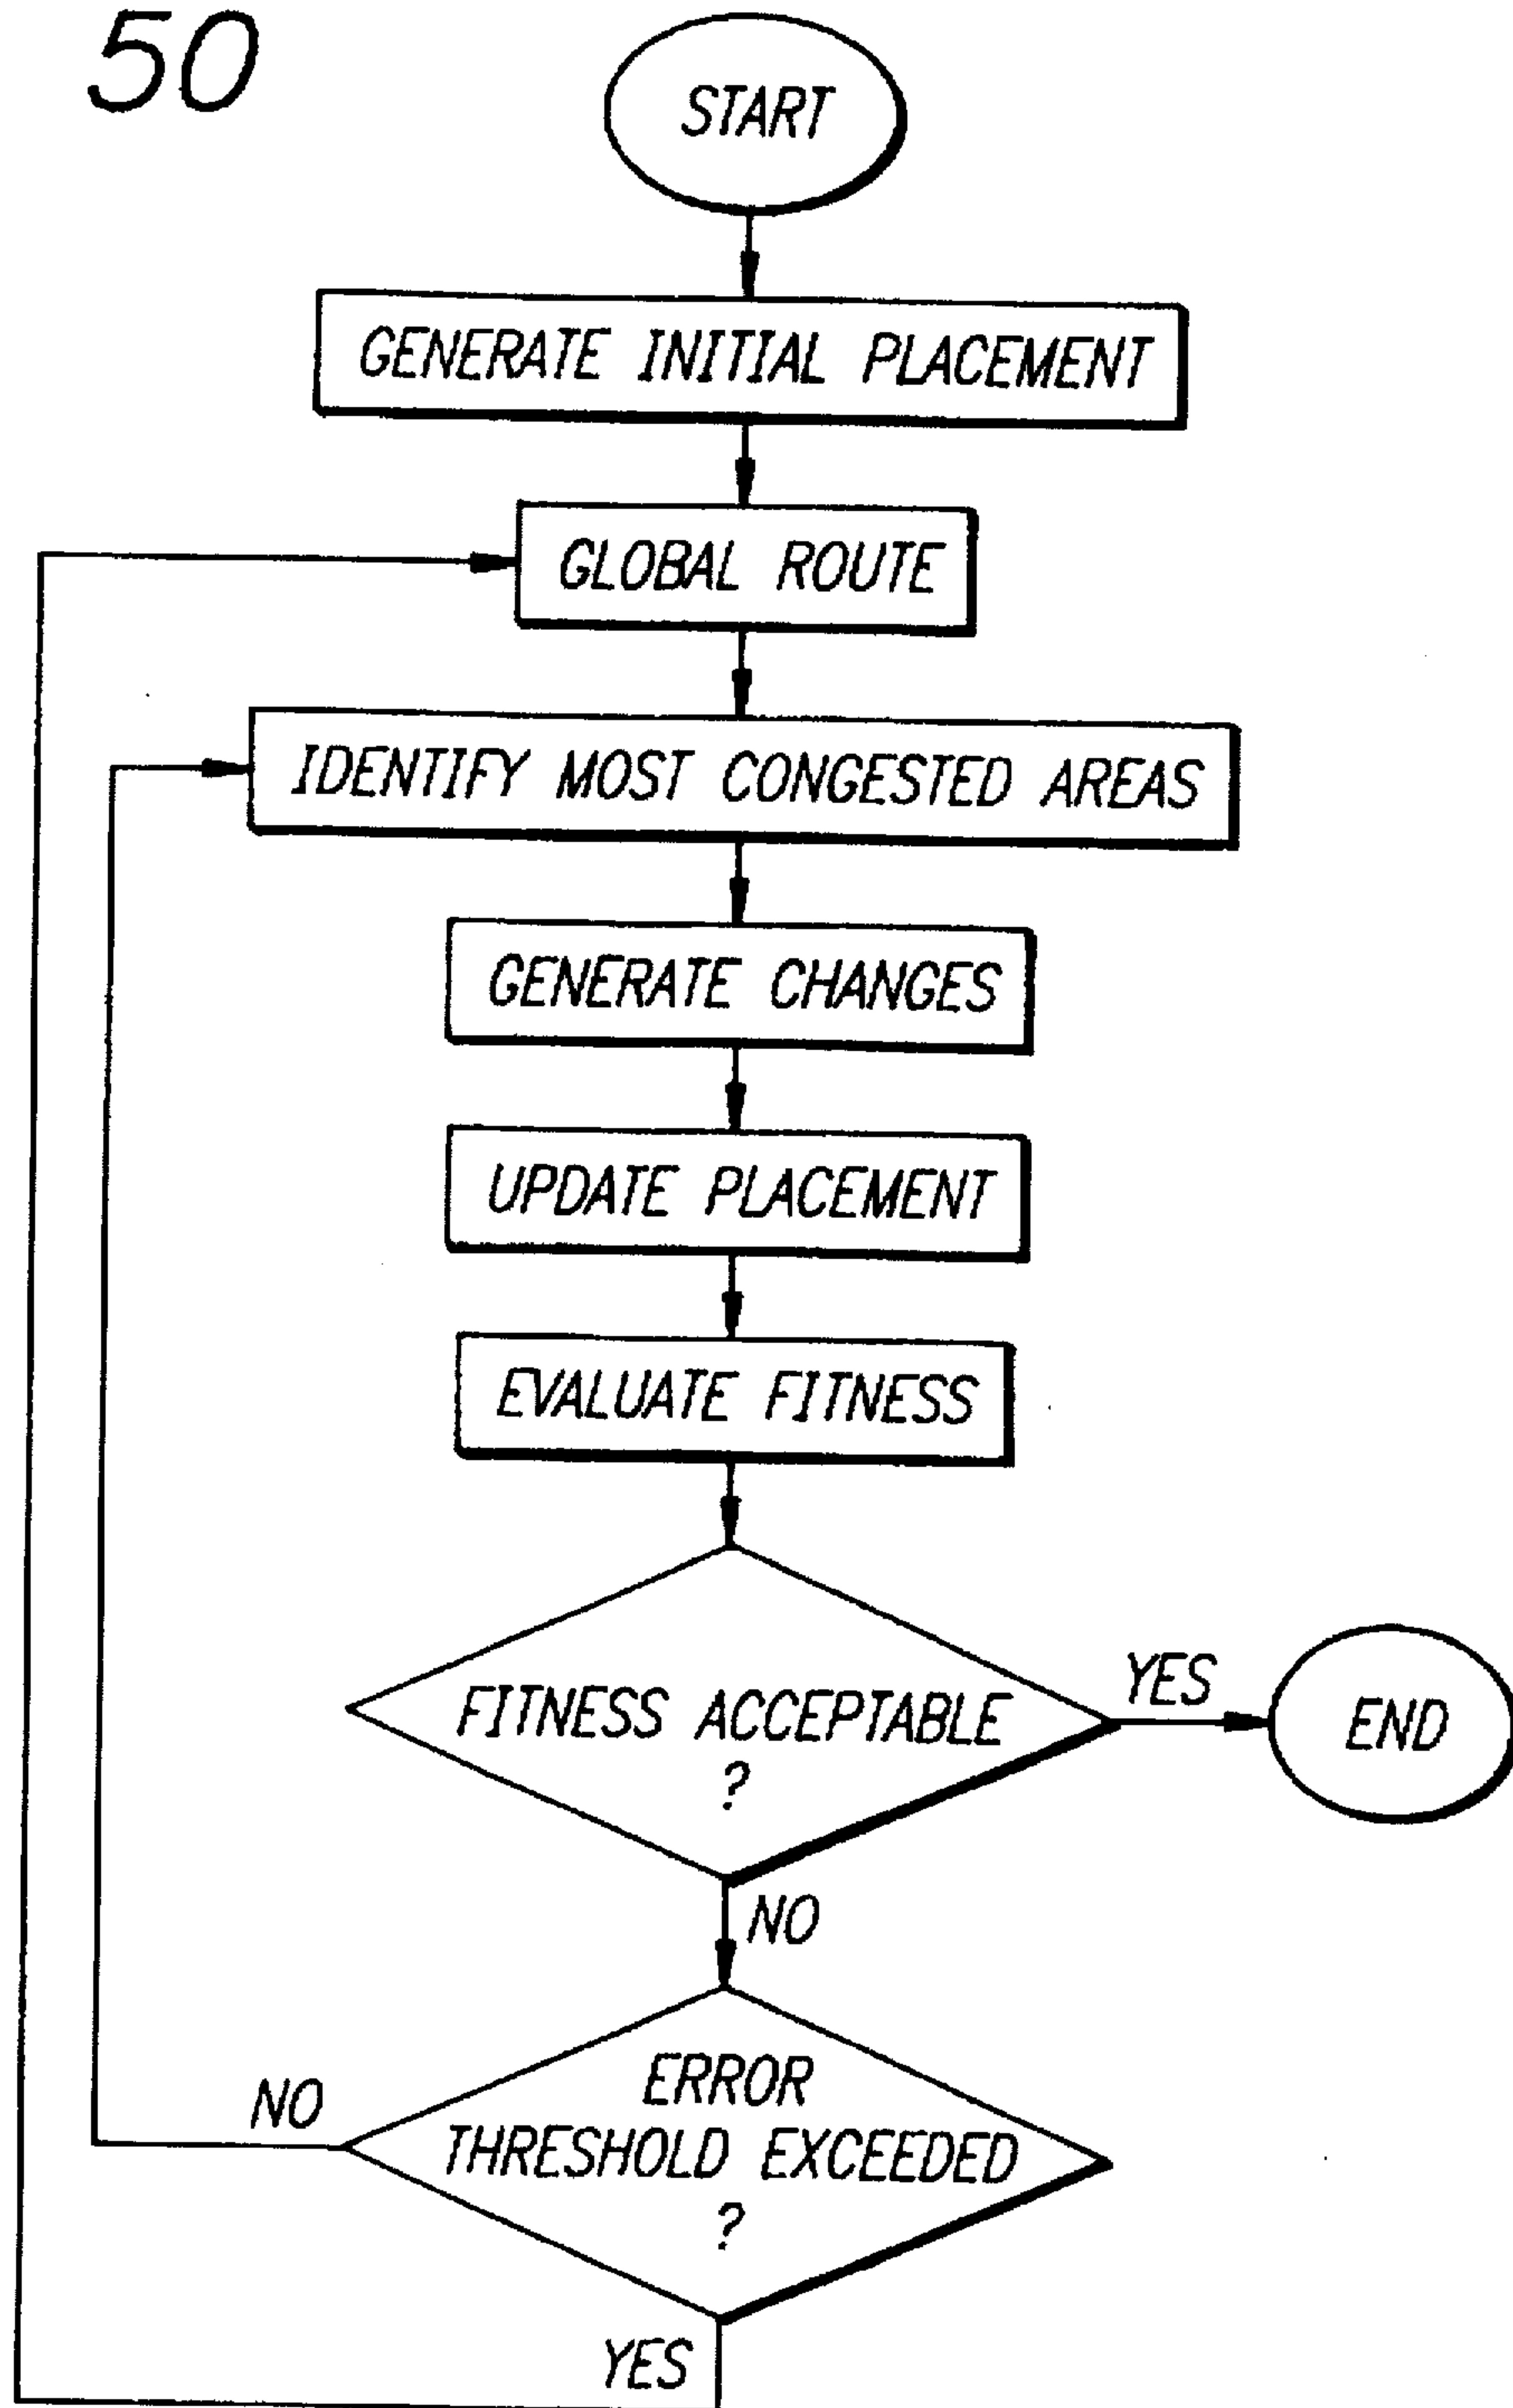 50
START
GENERATE INITIAL PLACEMENT
GLOBAL ROUTE
IDENTIFY MOST CONGESTED AREAS
GENERATE CHANGES
UPDATE PLACEMENT
EVALUATE FITNESS
FITNESS ACCEPTABLE
?
YES
END
NO
ERROR
THRESHOLD EXCEEDED
?
NO
YES